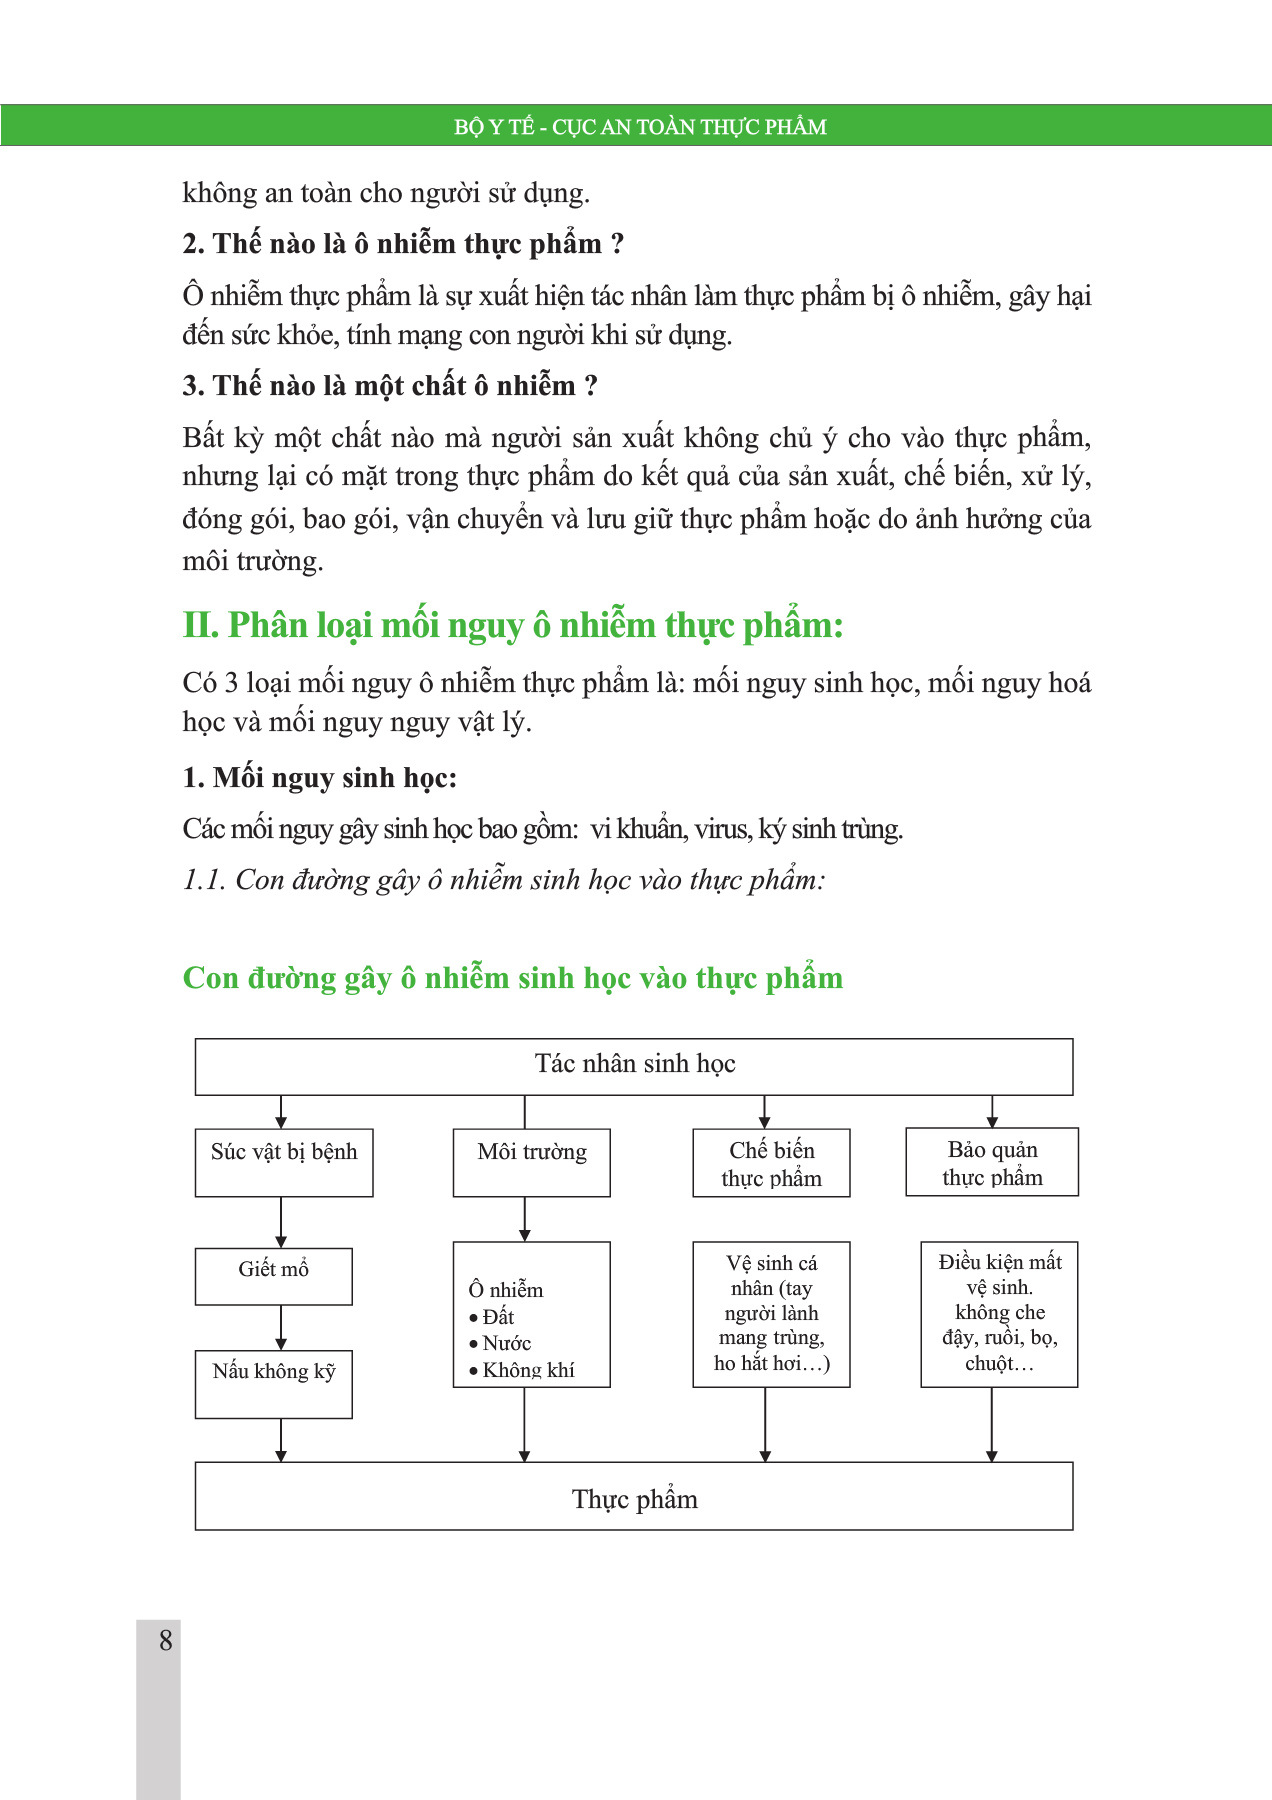 BỘ Y TẾ - CỤC AN TOÀN THỰC PHẨM
không an toàn cho người sử dụng.
2. Thế nào là ô nhiễm thực phẩm ?
Ô nhiễm thực phẩm là sự xuất hiện tác nhân làm thực phẩm bị ô nhiễm, gây hại
đến sức khỏe, tính mạng con người khi sử dụng.
3. Thế nào là một chất ô nhiễm ?
Bất kỳ một chất nào mà người sản xuất không chủ ý cho vào thực phẩm,
nhưng lại có mặt trong thực phẩm do kết quả của sản xuất, chế biến, xử lý,
đóng gói, bao gói, vận chuyển và lưu giữ thực phẩm hoặc do ảnh hưởng của
môi trường.
II. Phân loại mối nguy ô nhiễm thực phẩm:
Có 3 loại mối nguy ô nhiễm thực phẩm là: mối nguy sinh học, mối nguy hoá
học và mối nguy nguy vật lý.
1. Mối nguy sinh học:
Các mối nguy gây sinh học bao gồm:  vi khuẩn, virus, ký sinh trùng.
1.1. Con đường gây ô nhiễm sinh học vào thực phẩm:
Con đường gây ô nhiễm sinh học vào thực phẩm
Tác nhân sinh học
Súc vật bị bệnh
Giết mổ
Nấu không kỹ
Môi trường
Ô nhiễm
• Đất
• Nước
• Không khí
Chế biến
thực phẩm
Vệ sinh cá
nhân (tay
người lành
mang trùng,
ho hắt hơi…)
Bảo quản
thực phẩm
Điều kiện mất
vệ sinh.
không che
đậy, ruồi, bọ,
chuột…
Thực phẩm
8